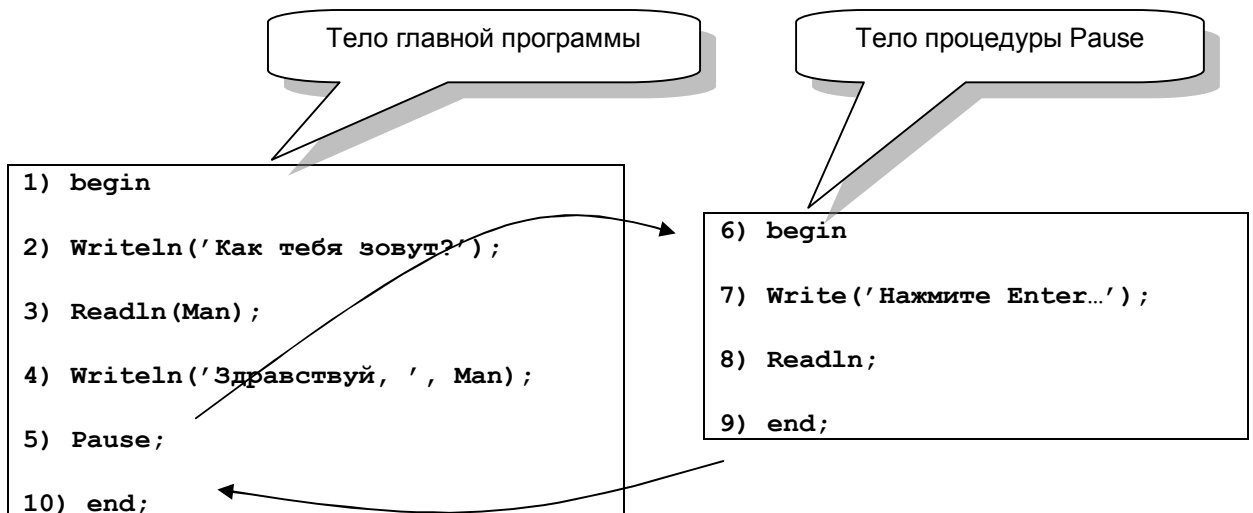 Тело главной программы
Тело процедуры Pause
1) begin
2) Writeln(’Как тебя зовут?’);
3) Readln(Man);
4) Writeln(’Здравствуй, ’, Man);
5) Pause;
10) end;
6) begin
7) Write(’Нажмите Enter…’);
8) Readln;
9) end;